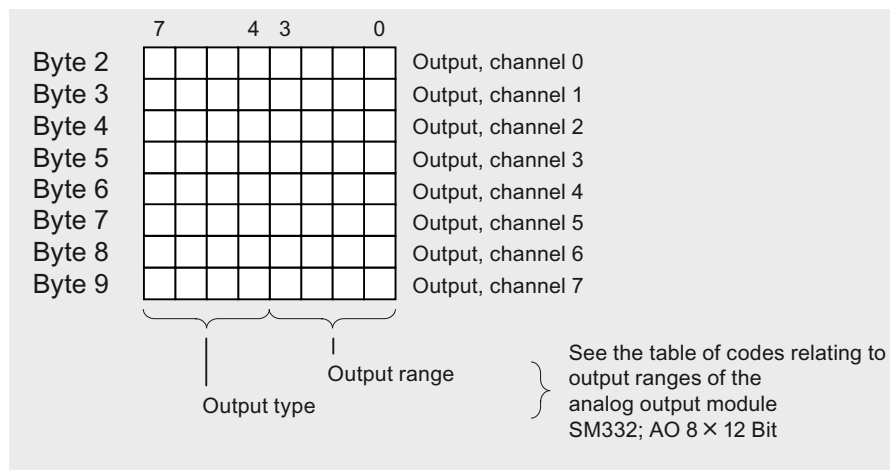 7 4 3 0
Byte 2 Output, channel 0
Byte 3 Output, channel 1
Byte 4 Output, channel 2
Byte 5 Output, channel 3
Byte 6 Output, channel 4
Byte 7 Output, channel 5
Byte 8 Output, channel 6
Byte 9 Output, channel 7
Output range
Output type
See the table of codes relating to
output ranges of the
analog output module
SM332; AO 8 × 12 Bit